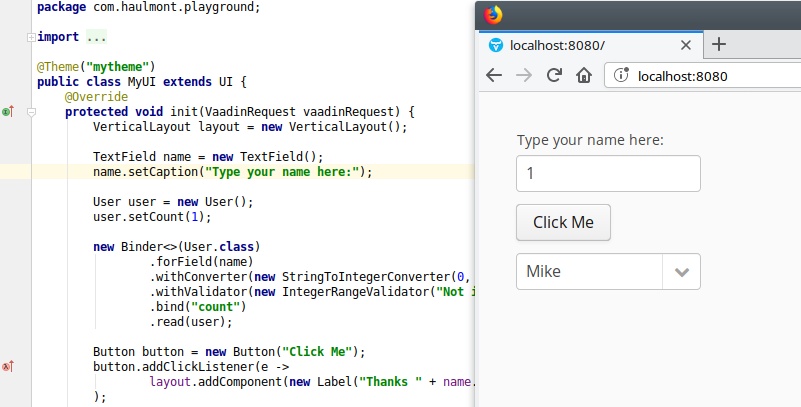 package com.haulmont.playground;
import ...
@Theme("mytheme")
public class MyUI extends UI {
@Override
protected void init(VaadinRequest vaadinRequest) {
VerticalLayout layout = new VerticalLayout();
TextField name = new TextField();
name.setCaption("Type your name here:");
User user = new User();
user.setCount(1);
new Binder<>(User.class)
.forField(name)
.withConverter(new StringToIntegerConverter(0,
.withValidator(new IntegerRangeValidator("Not i
.bind("count")
.read(user);
Button button = new Button("Click Me");
button.addClickListener(e ->
layout.addComponent(new Label("Thanks " + name.
);
localhost:8080/
localhost:8080
Type your name here:
1
Click Me
Mike